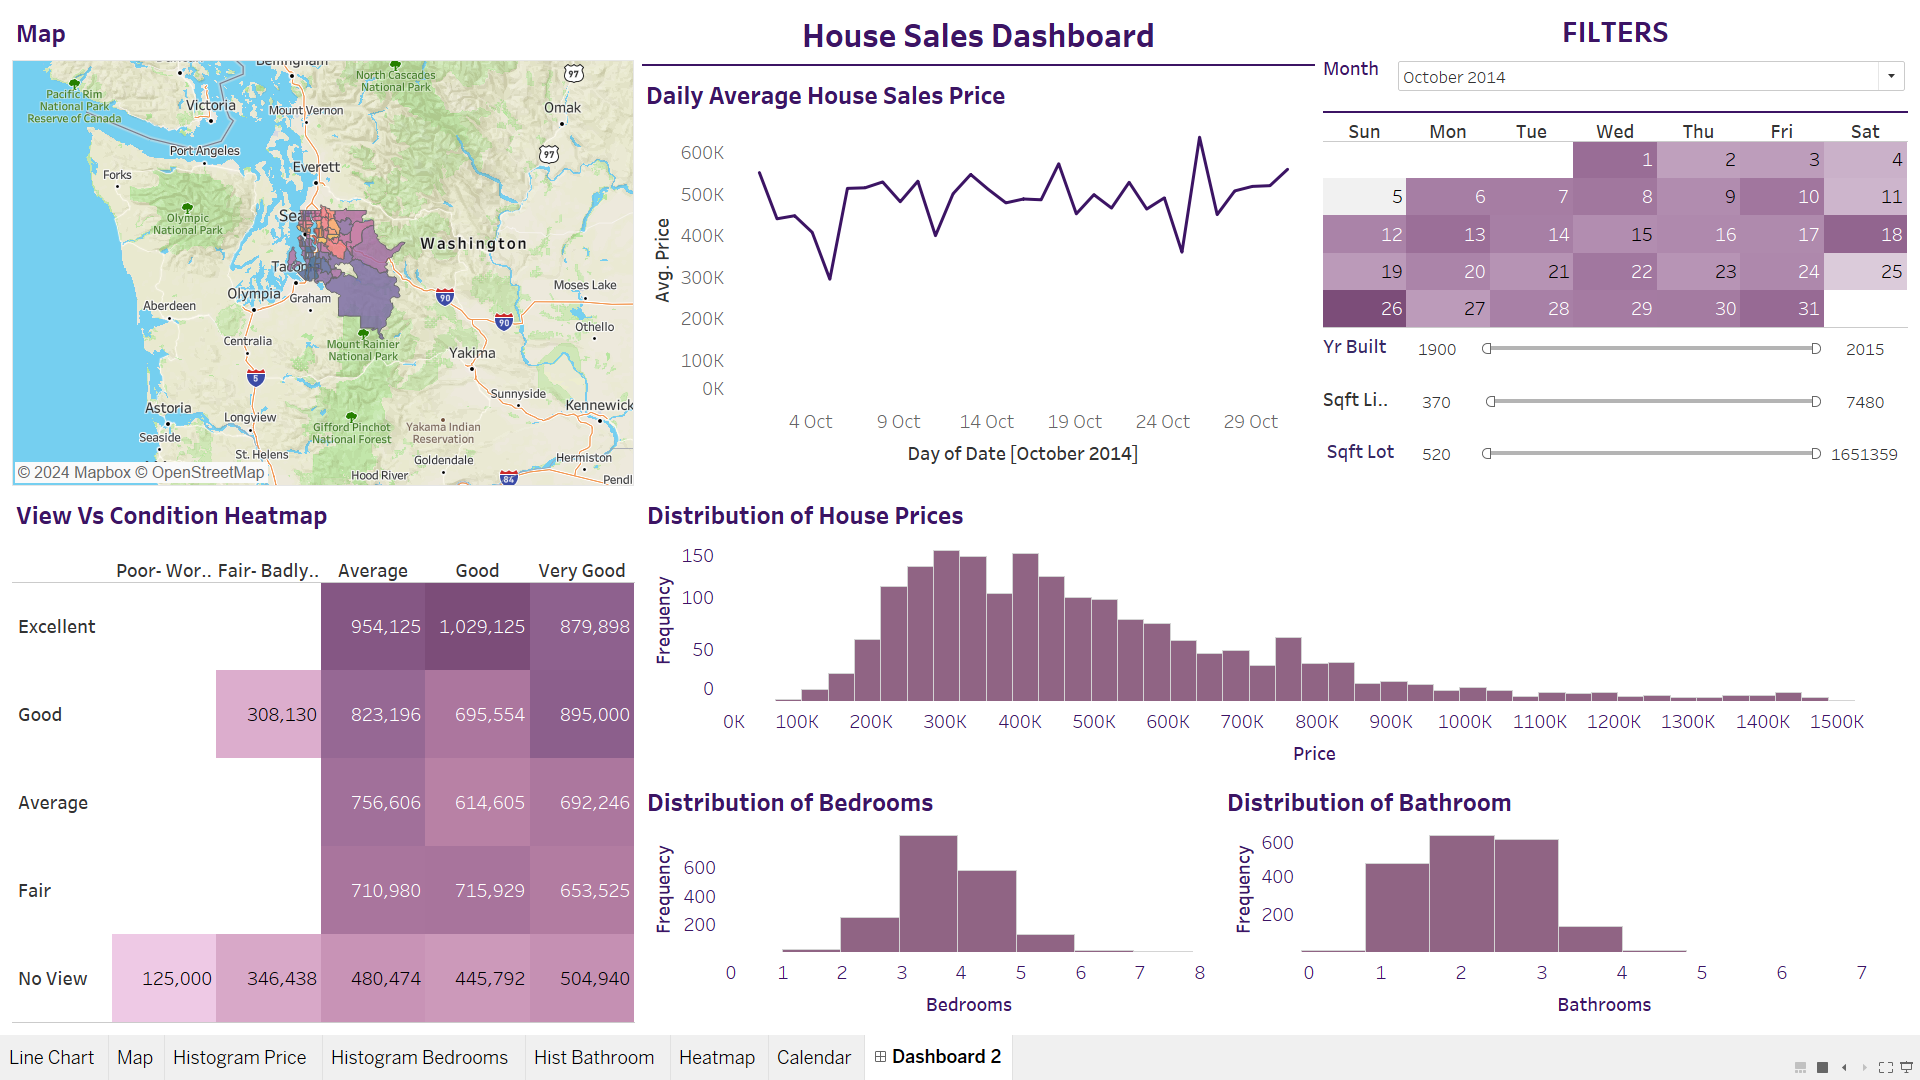 Map
Bellingham
North Cascades
National Park
97
Pacific Rim
National Park
Reserve of Canada
Victoria
Mount Vernon
Omak
Port Angeles
97
Everett
Forks
Olympic
National Park
Sea
Washington
Tacoma
Olympia
Graham
90
Moses Lake
Aberdeen
90
Othello
Centralia
Mount Rainier
National Park
Yakima
5
Sunnyside
Kennewick
Astoria
Longview
Gifford Pinchot
National Forest
Yakama Indian
Reservation
Seaside
St. Helens
Goldendale
Hermiston
© 2024 Mapbox © OpenStreetMap
Hood River
84
Pendl
House Sales Dashboard
Daily Average House Sales Price
Avg. Price
600K
500K
400K
300K
200K
100K
0K
4 Oct 9 Oct 14 Oct 19 Oct 24 Oct 29 Oct
Day of Date [October 2014]
FILTERS
Month October 2014
Sun Mon Tue Wed Thu Fri Sat
1 2 3 4
5 6 7 8 9 10 11
12 13 14 15 16 17 18
19 20 21 22 23 24 25
26 27 28 29 30 31
Yr Built 1900 2015
Sqft Li.. 370 7480
Sqft Lot 520 1651359
View Vs Condition Heatmap
Poor- Wor.. Fair- Badly.. Average Good Very Good
Excellent 954,125 1,029,125 879,898
Good 308,130 823,196 695,554 895,000
Average 756,606 614,605 692,246
Fair 710,980 715,929 653,525
No View 125,000 346,438 480,474 445,792 504,940
Distribution of House Prices
Frequency
150
100
50
0
0K 100K 200K 300K 400K 500K 600K 700K 800K 900K 1000K 1100K 1200K 1300K 1400K 1500K
Price
Distribution of Bedrooms
Frequency
600
400
200
0 1 2 3 4 5 6 7 8
Bedrooms
Distribution of Bathroom
Frequency
600
400
200
0 1 2 3 4 5 6 7
Bathrooms
Line Chart Map Histogram Price Histogram Bedrooms Hist Bathroom Heatmap Calendar Dashboard 2